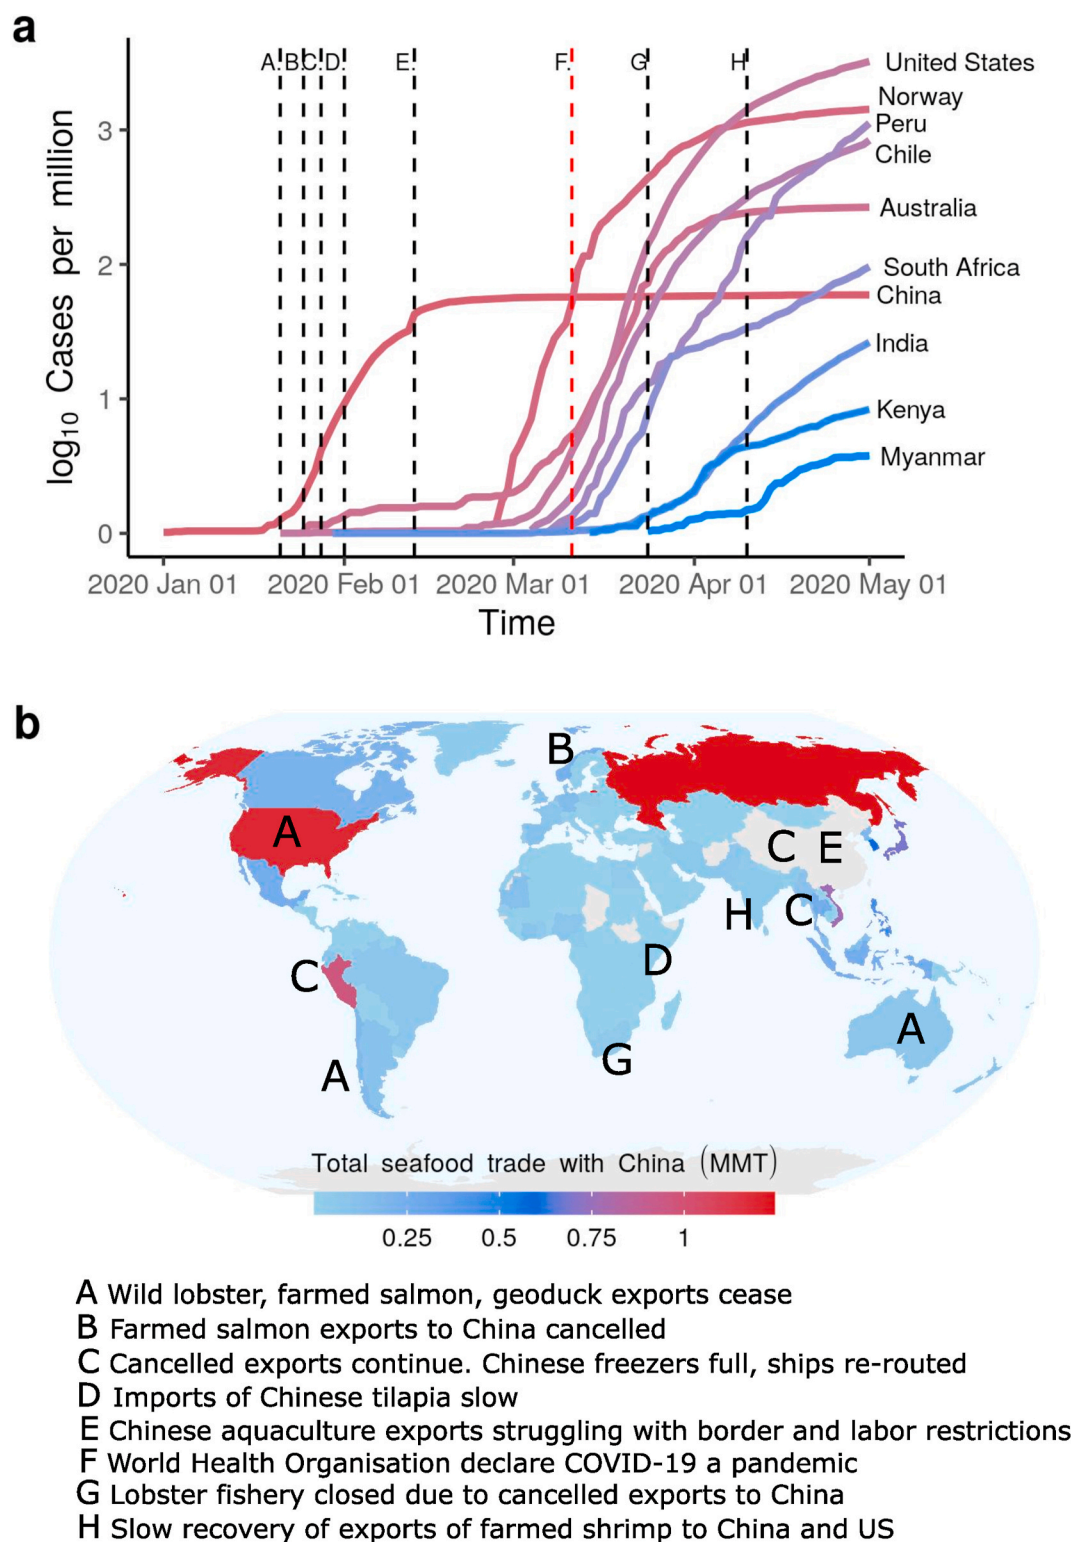 a
A. B. C. D. E. F. G H
United States
Norway
Peru
Chile
Australia
South Africa
China
India
Kenya
Myanmar
log10 Cases per million
3
2
1
0
2020 Jan 01 2020 Feb 01 2020 Mar 01 2020 Apr 01 2020 May 01
Time
b
B
A
C E
H C
C D
A
G
A
Total seafood trade with China (MMT)
0.25 0.5 0.75 1
A Wild lobster, farmed salmon, geoduck exports cease
B Farmed salmon exports to China cancelled
C Cancelled exports continue. Chinese freezers full, ships re-routed
D Imports of Chinese tilapia slow
E Chinese aquaculture exports struggling with border and labor restrictions
F World Health Organisation declare COVID-19 a pandemic
G Lobster fishery closed due to cancelled exports to China
H Slow recovery of exports of farmed shrimp to China and US